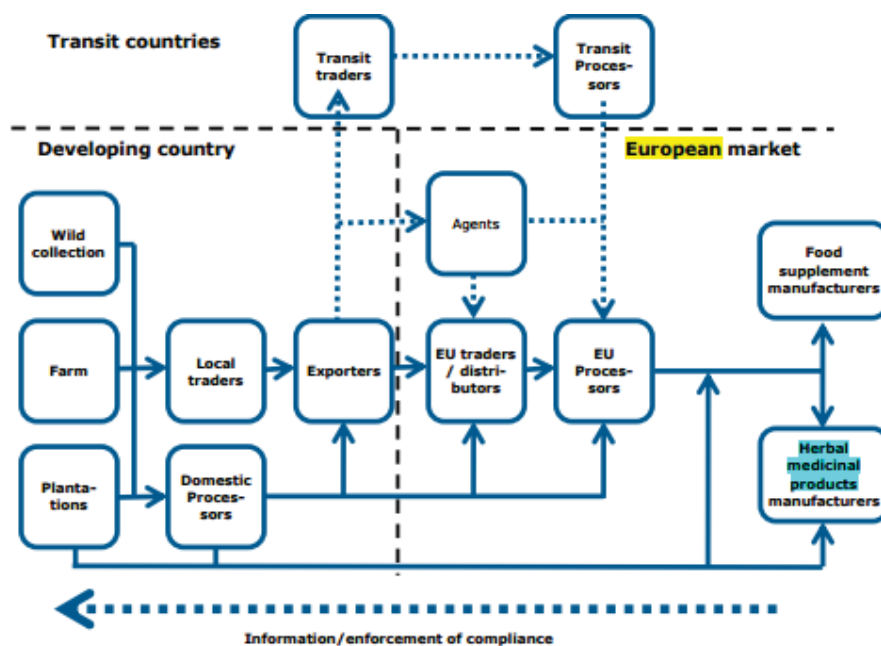 Transit countries
Transit
traders
Transit
Proces-
sors
Developing country
European market
Wild
collection
Agents
Food
supplement
manufacturers
Farm
Local
traders
Exporters
EU traders
/ distri-
butors
EU
Proces-
sors
Planta-
tions
Domestic
Proces-
sors
Herbal
medicinal
products
manufacturers
Information/enforcement of compliance